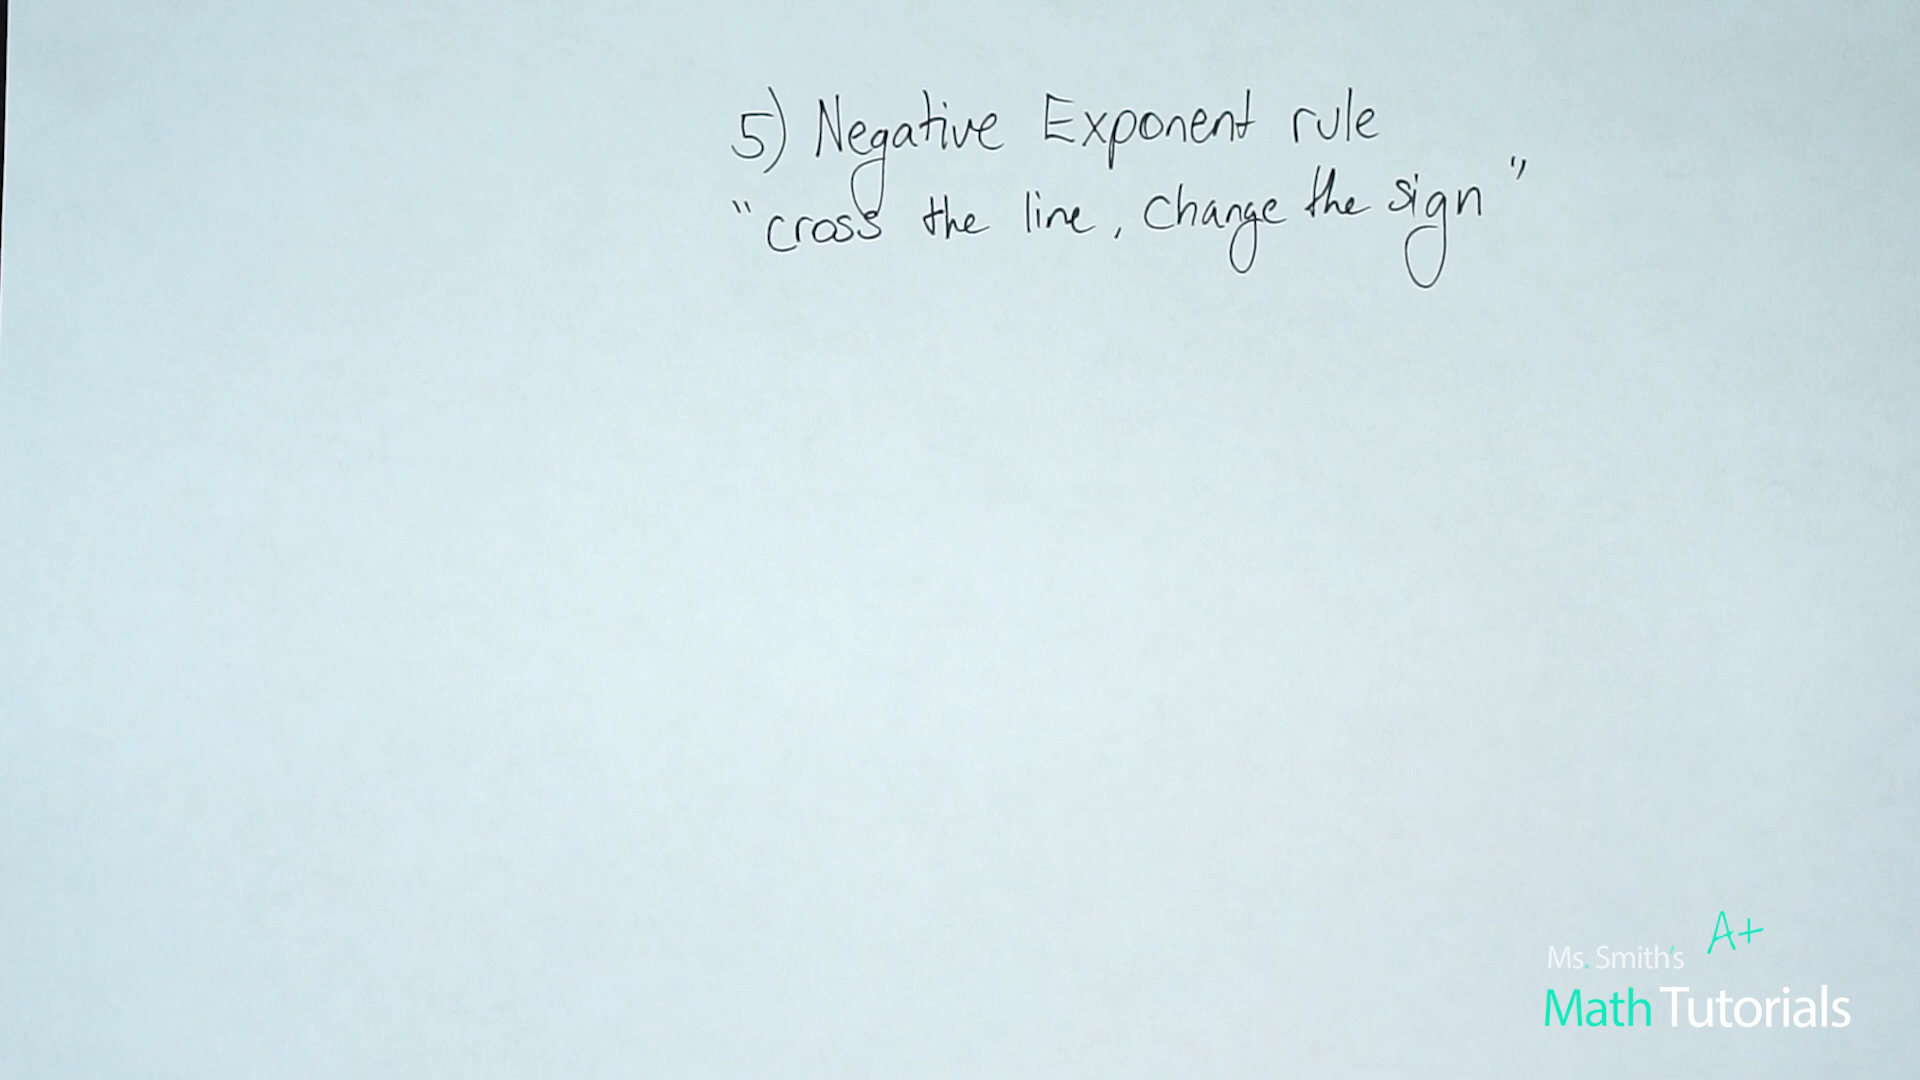 5) Negative Exponent rule
"cross the line, change the sign"
Ms. Smith's A+
Math Tutorials